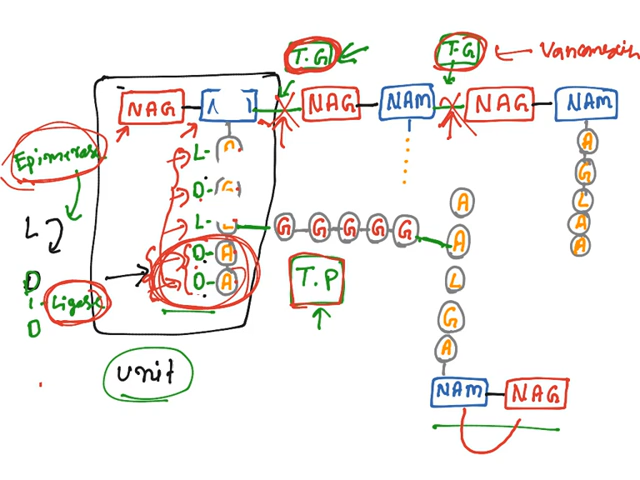 T.G T.G Vancomycin
NAG NAM NAG NAM NAG NAM
Epimerase L- A A
D- G G
L L- L G G G G G A L
D D- A A A
I Ligase D- A T.P L A
D G
unit A
NAM NAG